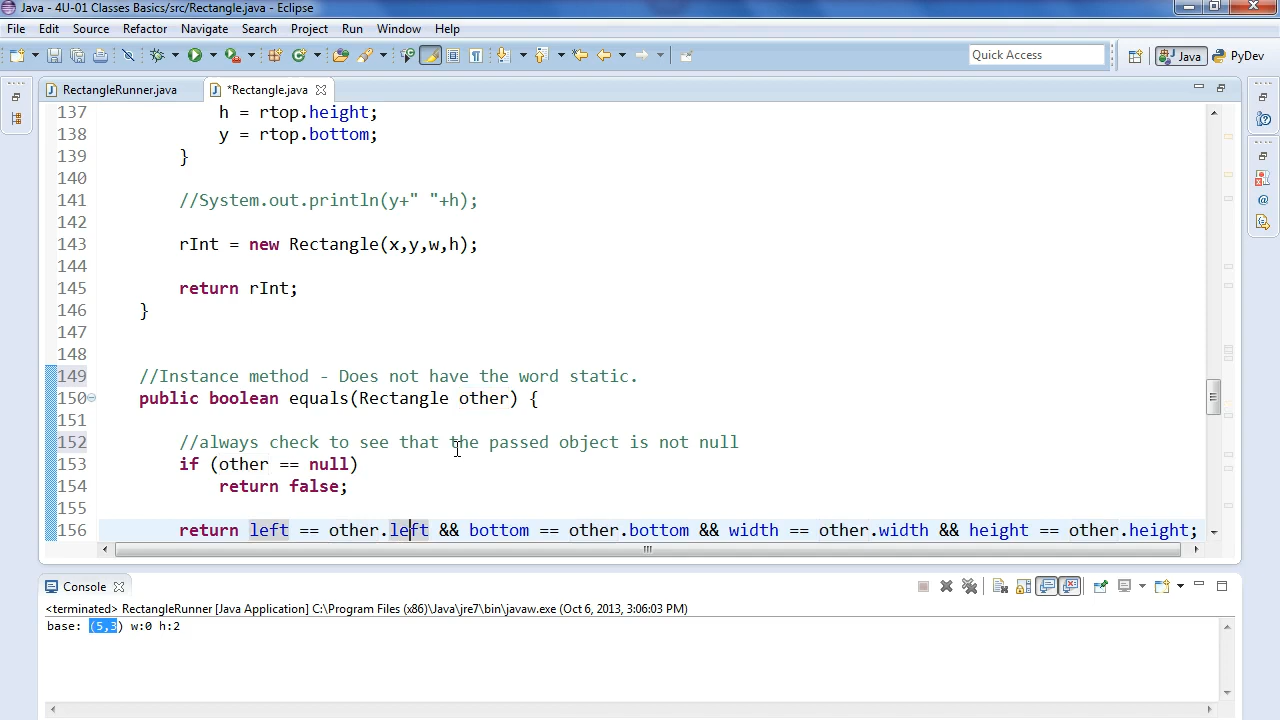 Java - 4U-01 Classes Basics/src/Rectangle.java - Eclipse
File Edit Source Refactor Navigate Search Project Run Window Help
Quick Access Java PyDev
RectangleRunner.java *Rectangle.java
137 h = rtop.height;
138 y = rtop.bottom;
139 }
140
141 //System.out.println(y+" "+h);
142
143 rInt = new Rectangle(x,y,w,h);
144
145 return rInt;
146 }
147
148
149 //Instance method - Does not have the word static.
150 public boolean equals(Rectangle other) {
151
152 //always check to see that the passed object is not null
153 if (other == null)
154 return false;
155
156 return left == other.left && bottom == other.bottom && width == other.width && height == other.height;
Console
<terminated> RectangleRunner [Java Application] C:\Program Files (x86)\Java\jre7\bin\javaw.exe (Oct 6, 2013, 3:06:03 PM)
base: (5,3) w:0 h:2